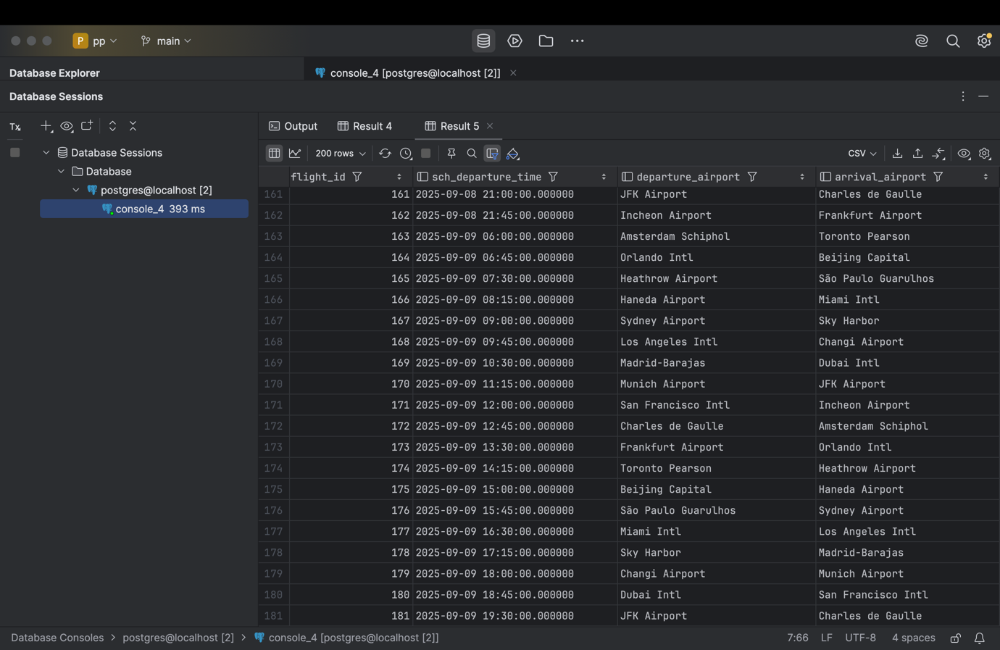 P pp main
Database Explorer
console_4 [postgres@localhost [2]]
Database Sessions
Tx
Output Result 4 Result 5
Database Sessions
Database
postgres@localhost [2]
console_4 393 ms
200 rows CSV
flight_id sch_departure_time departure_airport arrival_airport
161 161 2025-09-08 21:00:00.000000 JFK Airport Charles de Gaulle
162 162 2025-09-08 21:45:00.000000 Incheon Airport Frankfurt Airport
163 163 2025-09-09 06:00:00.000000 Amsterdam Schiphol Toronto Pearson
164 164 2025-09-09 06:45:00.000000 Orlando Intl Beijing Capital
165 165 2025-09-09 07:30:00.000000 Heathrow Airport São Paulo Guarulhos
166 166 2025-09-09 08:15:00.000000 Haneda Airport Miami Intl
167 167 2025-09-09 09:00:00.000000 Sydney Airport Sky Harbor
168 168 2025-09-09 09:45:00.000000 Los Angeles Intl Changi Airport
169 169 2025-09-09 10:30:00.000000 Madrid-Barajas Dubai Intl
170 170 2025-09-09 11:15:00.000000 Munich Airport JFK Airport
171 171 2025-09-09 12:00:00.000000 San Francisco Intl Incheon Airport
172 172 2025-09-09 12:45:00.000000 Charles de Gaulle Amsterdam Schiphol
173 173 2025-09-09 13:30:00.000000 Frankfurt Airport Orlando Intl
174 174 2025-09-09 14:15:00.000000 Toronto Pearson Heathrow Airport
175 175 2025-09-09 15:00:00.000000 Beijing Capital Haneda Airport
176 176 2025-09-09 15:45:00.000000 São Paulo Guarulhos Sydney Airport
177 177 2025-09-09 16:30:00.000000 Miami Intl Los Angeles Intl
178 178 2025-09-09 17:15:00.000000 Sky Harbor Madrid-Barajas
179 179 2025-09-09 18:00:00.000000 Changi Airport Munich Airport
180 180 2025-09-09 18:45:00.000000 Dubai Intl San Francisco Intl
181 181 2025-09-09 19:30:00.000000 JFK Airport Charles de Gaulle
Database Consoles > postgres@localhost [2] > console_4 [postgres@localhost [2]] 7:66 LF UTF-8 4 spaces